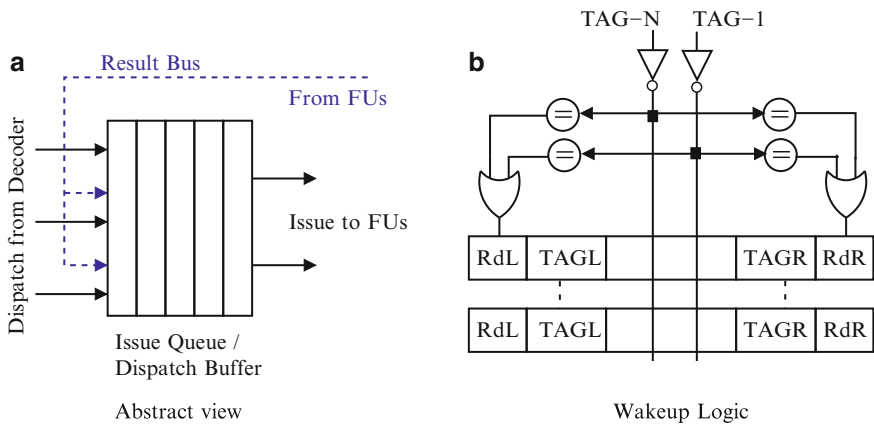 a
Result Bus
From FUs
Dispatch from Decoder
Issue to FUs
Issue Queue /
Dispatch Buffer
Abstract view
b
TAG−N TAG−1
= =
= =
RdL TAGL TAGR RdR
RdL TAGL TAGR RdR
Wakeup Logic